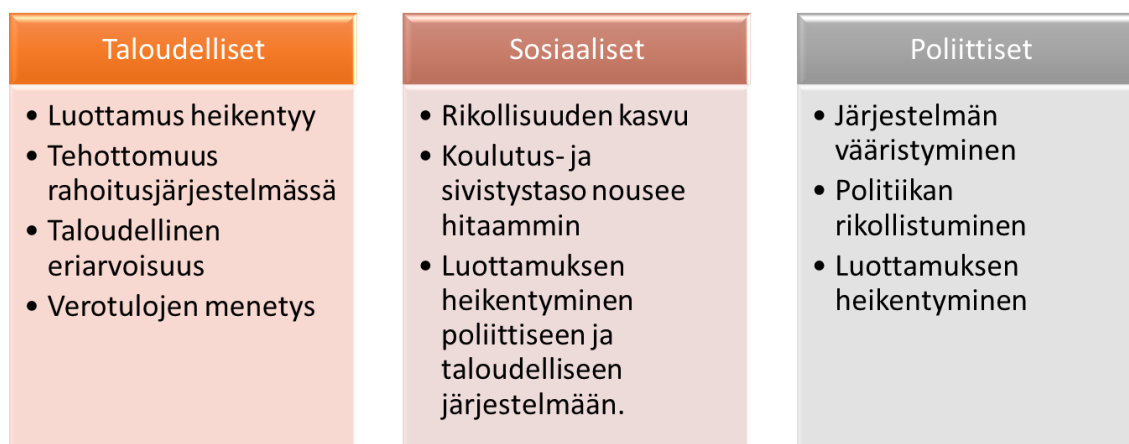 Taloudelliset
• Luottamus heikentyy
• Tehottomuus
rahoitusjärjestelmässä
• Taloudellinen
eriarvoisuus
• Verotulojen menetys
Sosiaaliset
• Rikollisuuden kasvu
• Koulutus- ja
sivistystaso nousee
hitaammin
• Luottamuksen
heikentyminen
poliittiseen ja
taloudelliseen
järjestelmään.
Poliittiset
• Järjestelmän
vääristyminen
• Politiikan
rikollistuminen
• Luottamuksen
heikentyminen